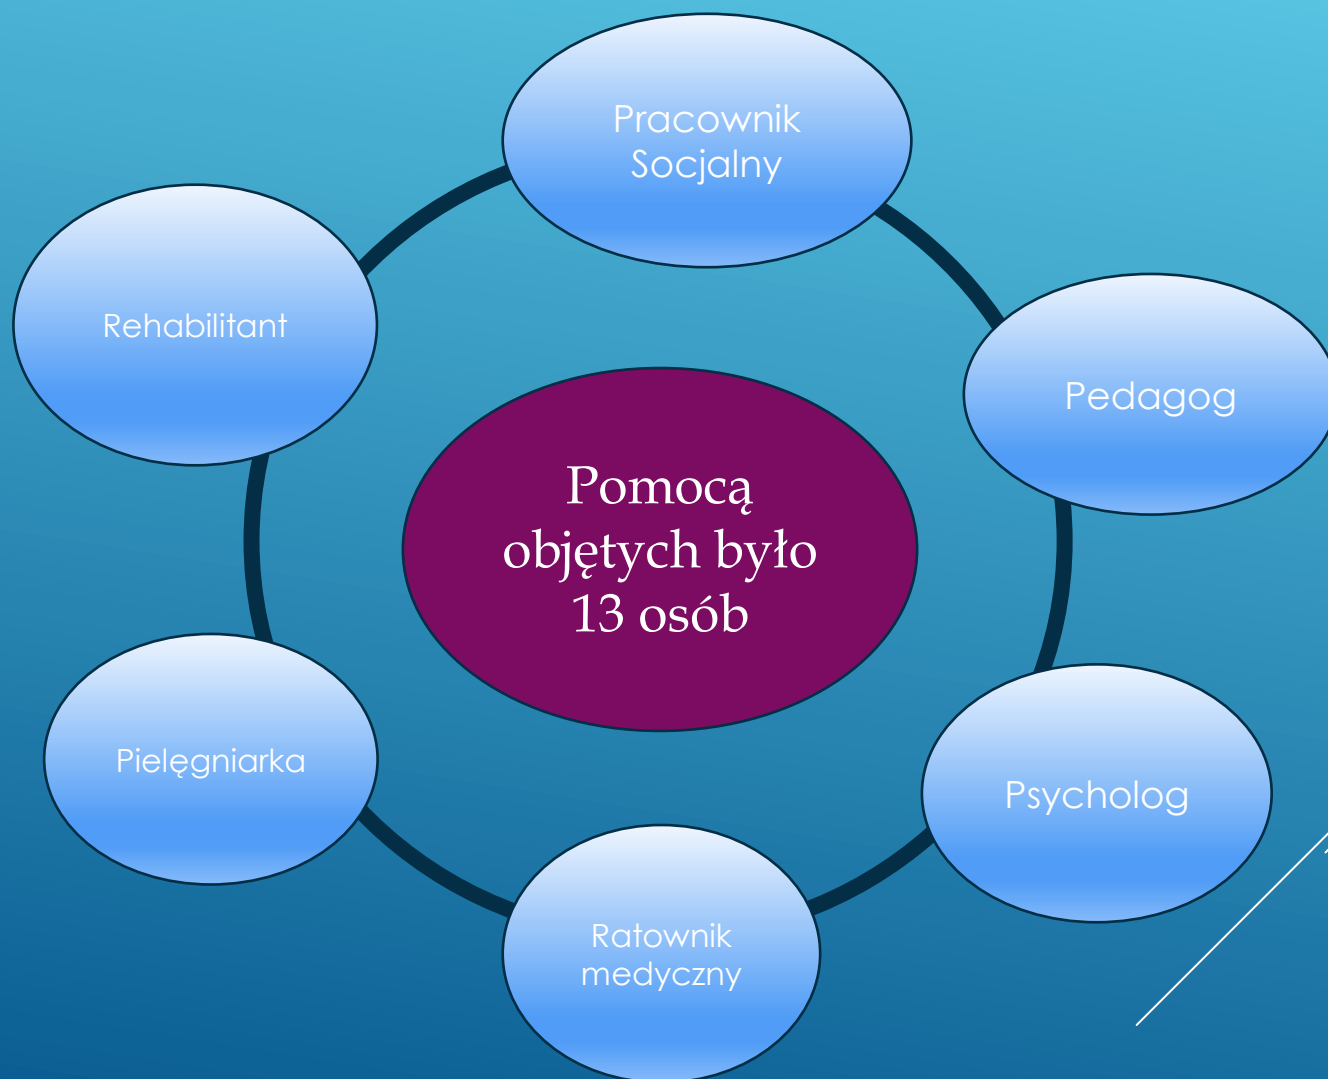 Pracownik
Socjalny
Rehabilitant
Pedagog
Pomocą
objętych było
13 osób
Pielęgniarka
Psycholog
Ratownik
medyczny